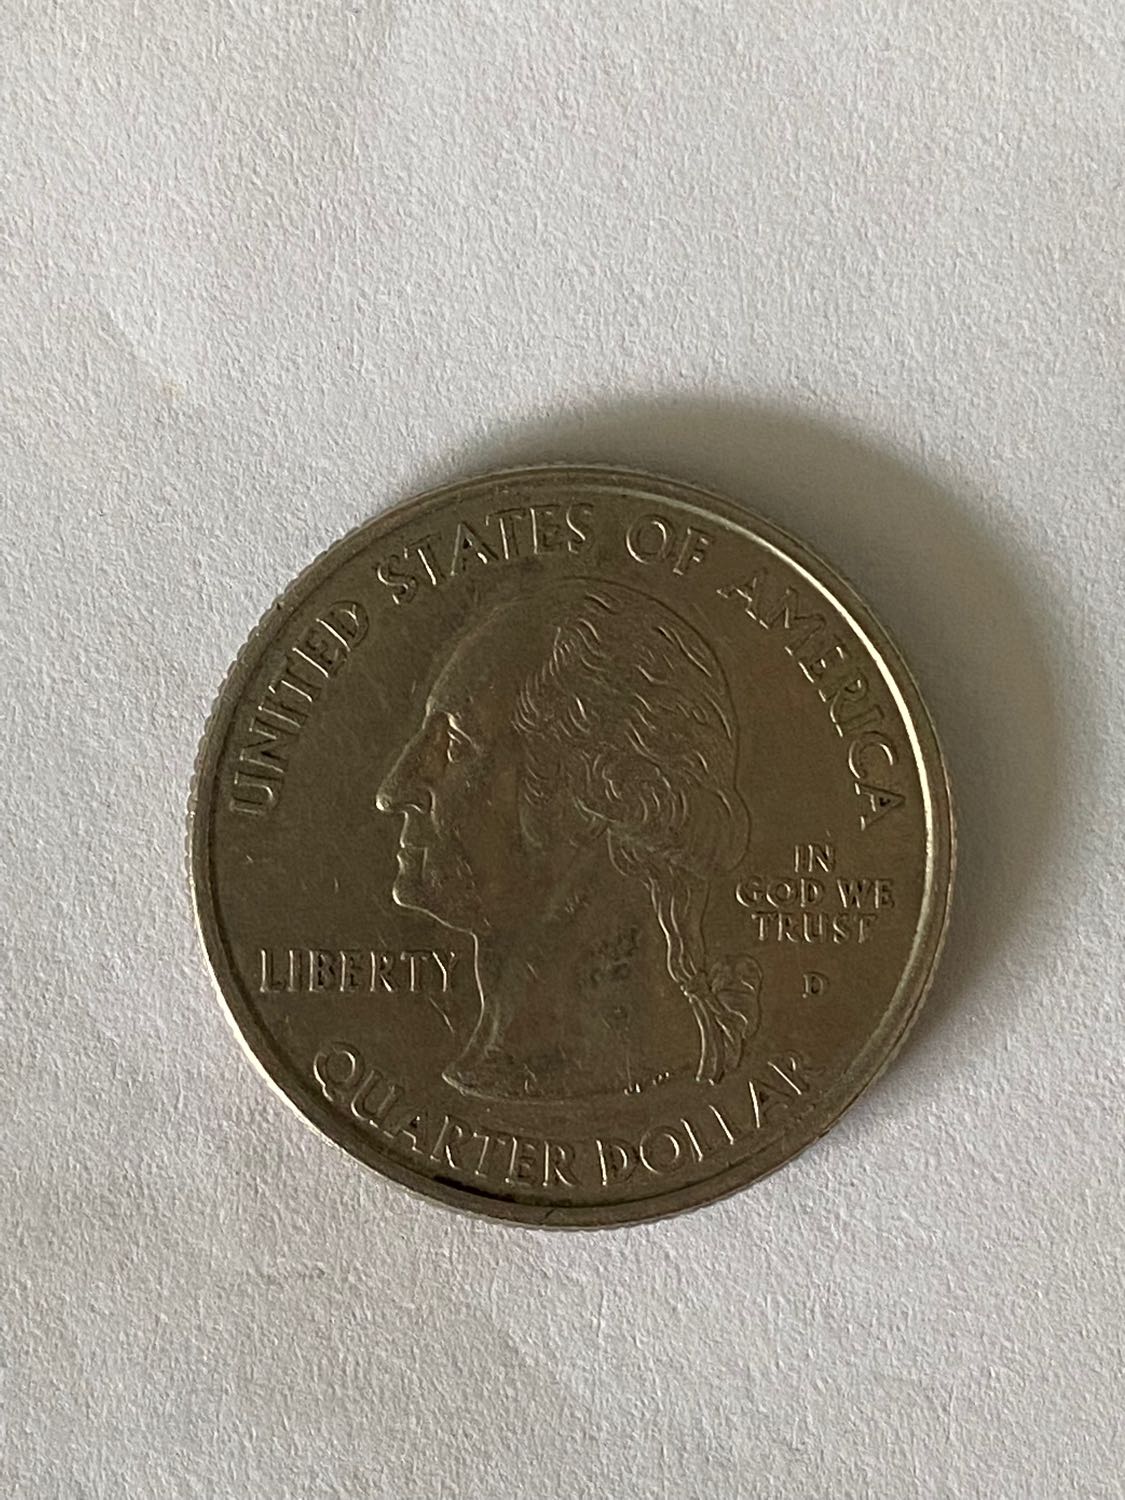 UNITED STATES OF AMERICA
IN
GOD WE
TRUST
LIBERTY
D
QUARTER DOLLAR